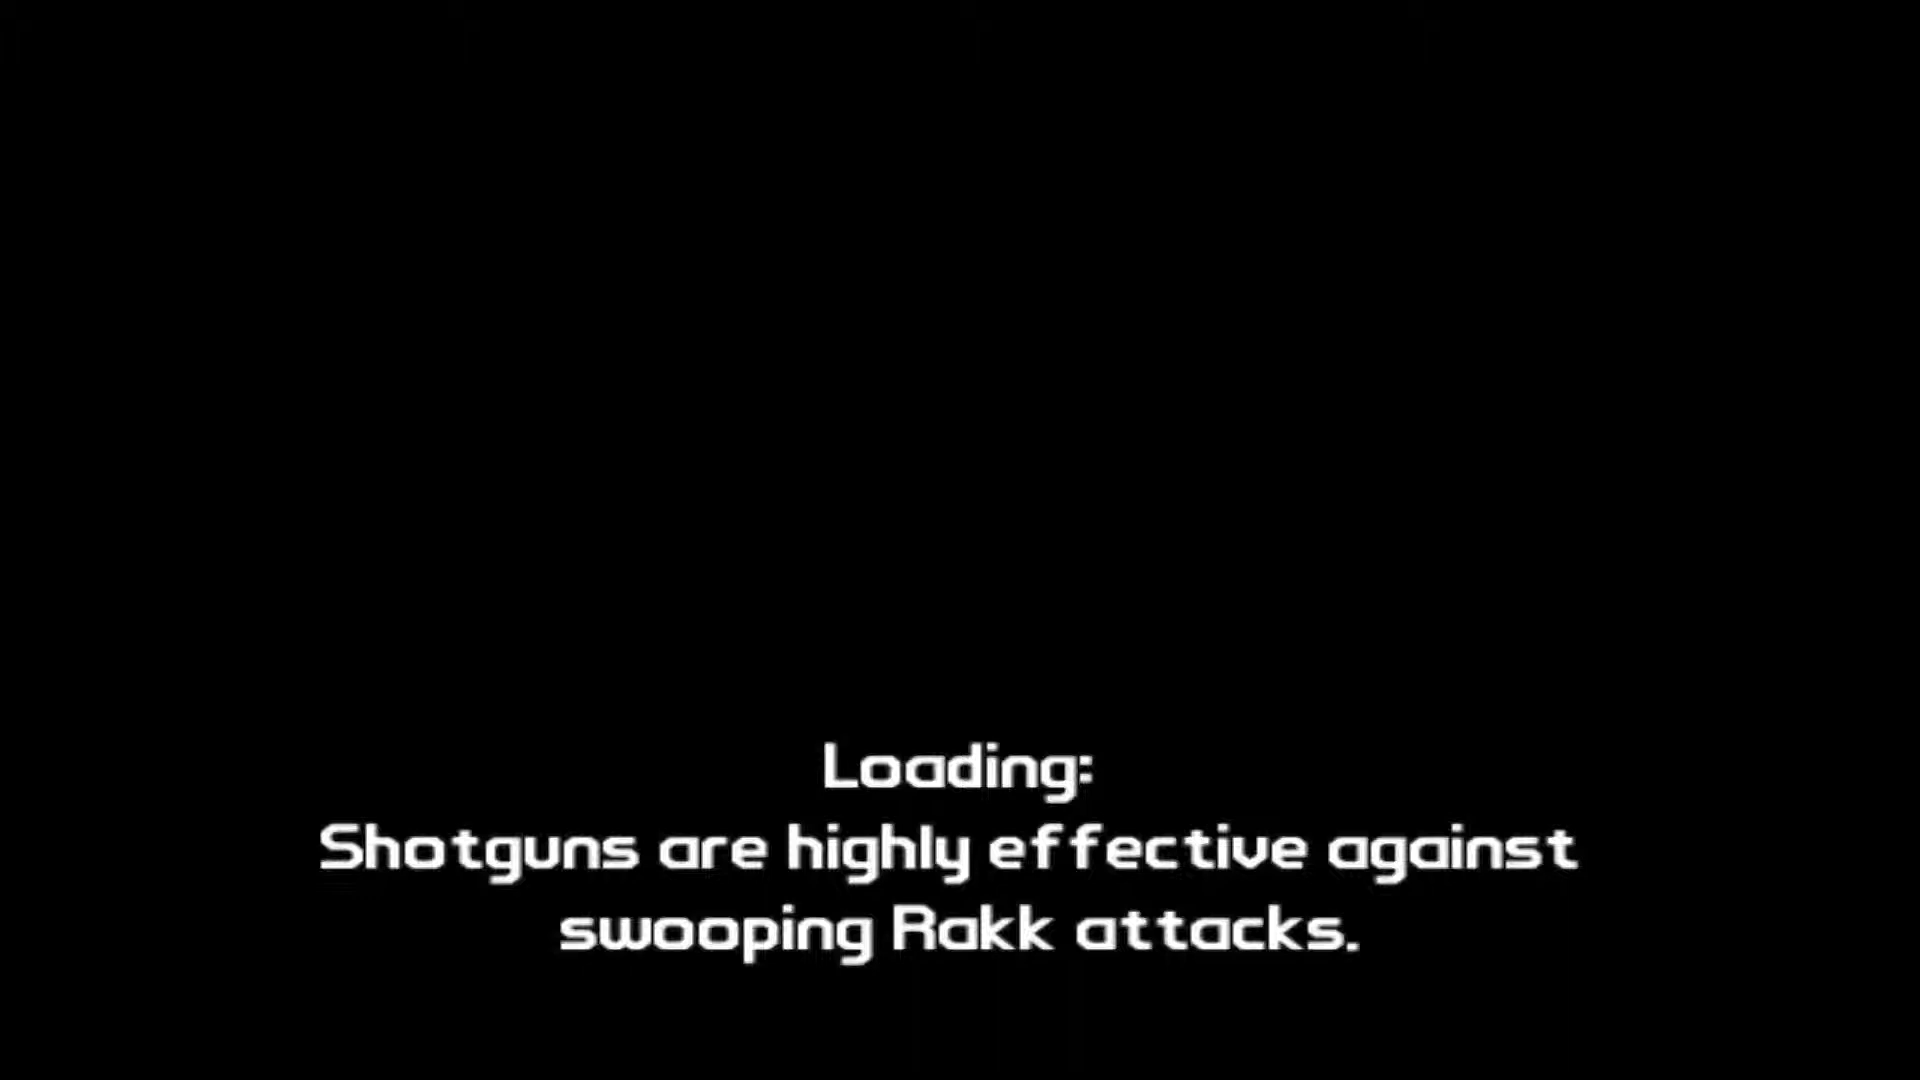 Loading:
Shotguns are highly effective against
swooping Rakk attacks.